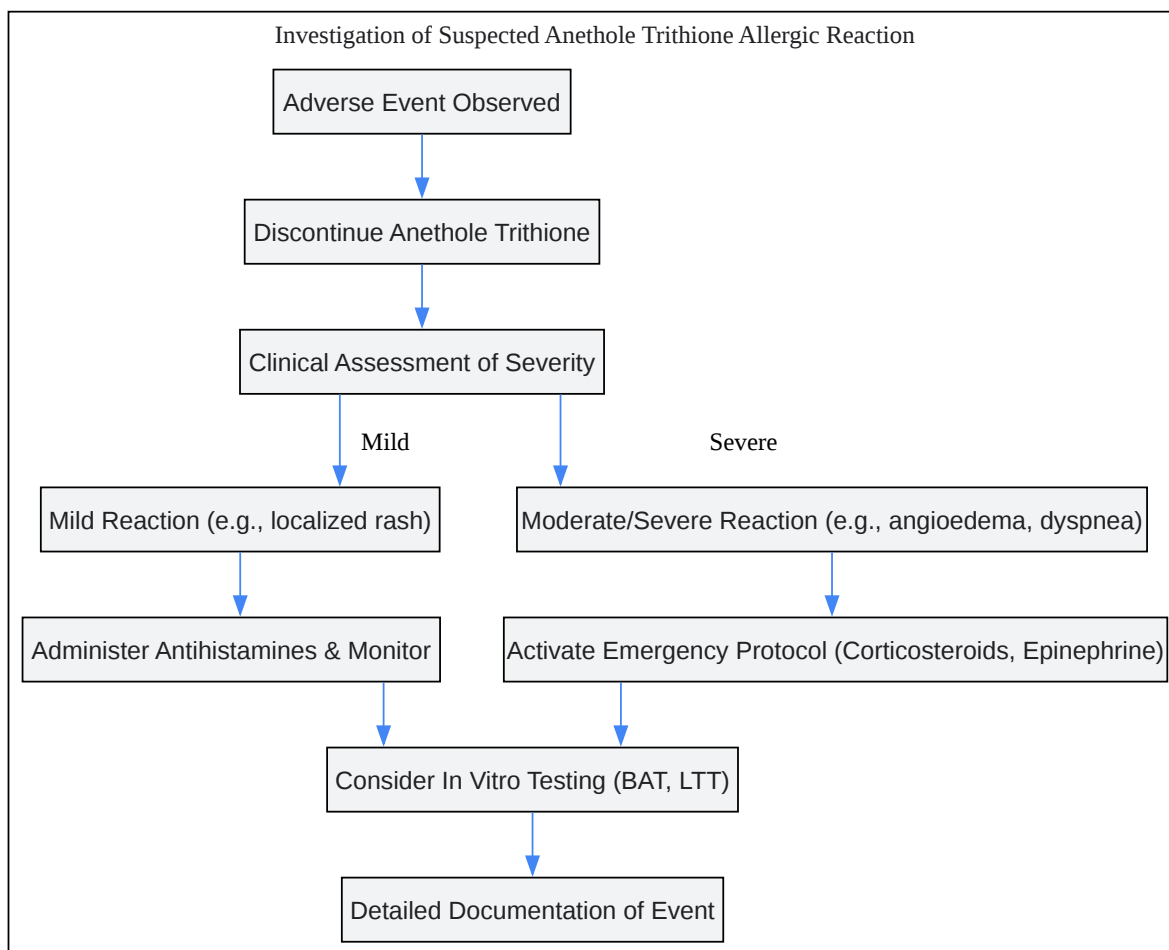 Investigation of Suspected Anethole Trithione Allergic Reaction
Adverse Event Observed
Discontinue Anethole Trithione
Clinical Assessment of Severity
Mild
Severe
Mild Reaction (e.g., localized rash)
Moderate/Severe Reaction (e.g., angioedema, dyspnea)
Administer Antihistamines & Monitor
Activate Emergency Protocol (Corticosteroids, Epinephrine)
Consider In Vitro Testing (BAT, LTT)
Detailed Documentation of Event